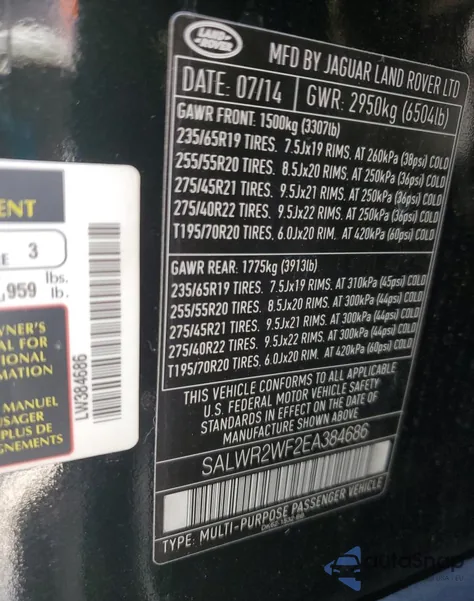 LAND-
ROVER
MFD BY JAGUAR LAND ROVER LTD
DATE: 07/14 GWR: 2950kg (6504lb)
GAWR FRONT: 1500kg (3307lb)
235/65R19 TIRES, 7.5Jx19 RIMS, AT 260kPa (38psi) COLD
255/55R20 TIRES, 8.5Jx20 RIMS, AT 250kPa (36psi) COLD
275/45R21 TIRES, 9.5Jx21 RIMS, AT 250kPa (36psi) COLD
275/40R22 TIRES, 9.5Jx22 RIMS, AT 250kPa (36psi) COLD
T195/70R20 TIRES, 6.0Jx20 RIM, AT 420kPa (60psi) COLD
GAWR REAR: 1775kg (3913lb)
235/65R19 TIRES, 7.5Jx19 RIMS, AT 310kPa (45psi) COLD
255/55R20 TIRES, 8.5Jx20 RIMS, AT 300kPa (44psi) COLD
275/45R21 TIRES, 9.5Jx21 RIMS, AT 300kPa (44psi) COLD
275/40R22 TIRES, 9.5Jx22 RIMS, AT 300kPa (44psi) COLD
T195/70R20 TIRES, 6.0Jx20 RIM, AT 420kPa (60psi) COLD
THIS VEHICLE CONFORMS TO ALL APPLICABLE
U.S. FEDERAL MOTOR VEHICLE SAFETY
STANDARDS IN EFFECT ON THE DATE OF
MANUFACTURE SHOWN ABOVE
SALWR2WF2EA384686
TYPE: MULTI-PURPOSE PASSENGER VEHICLE
ENT
E 3
,959 lbs.
lb.
LW384686
WNER'S
AL FOR
TIONAL
MATION
MANUEL
USAGER
PLUS DE
GNEMENTS
autoSnap